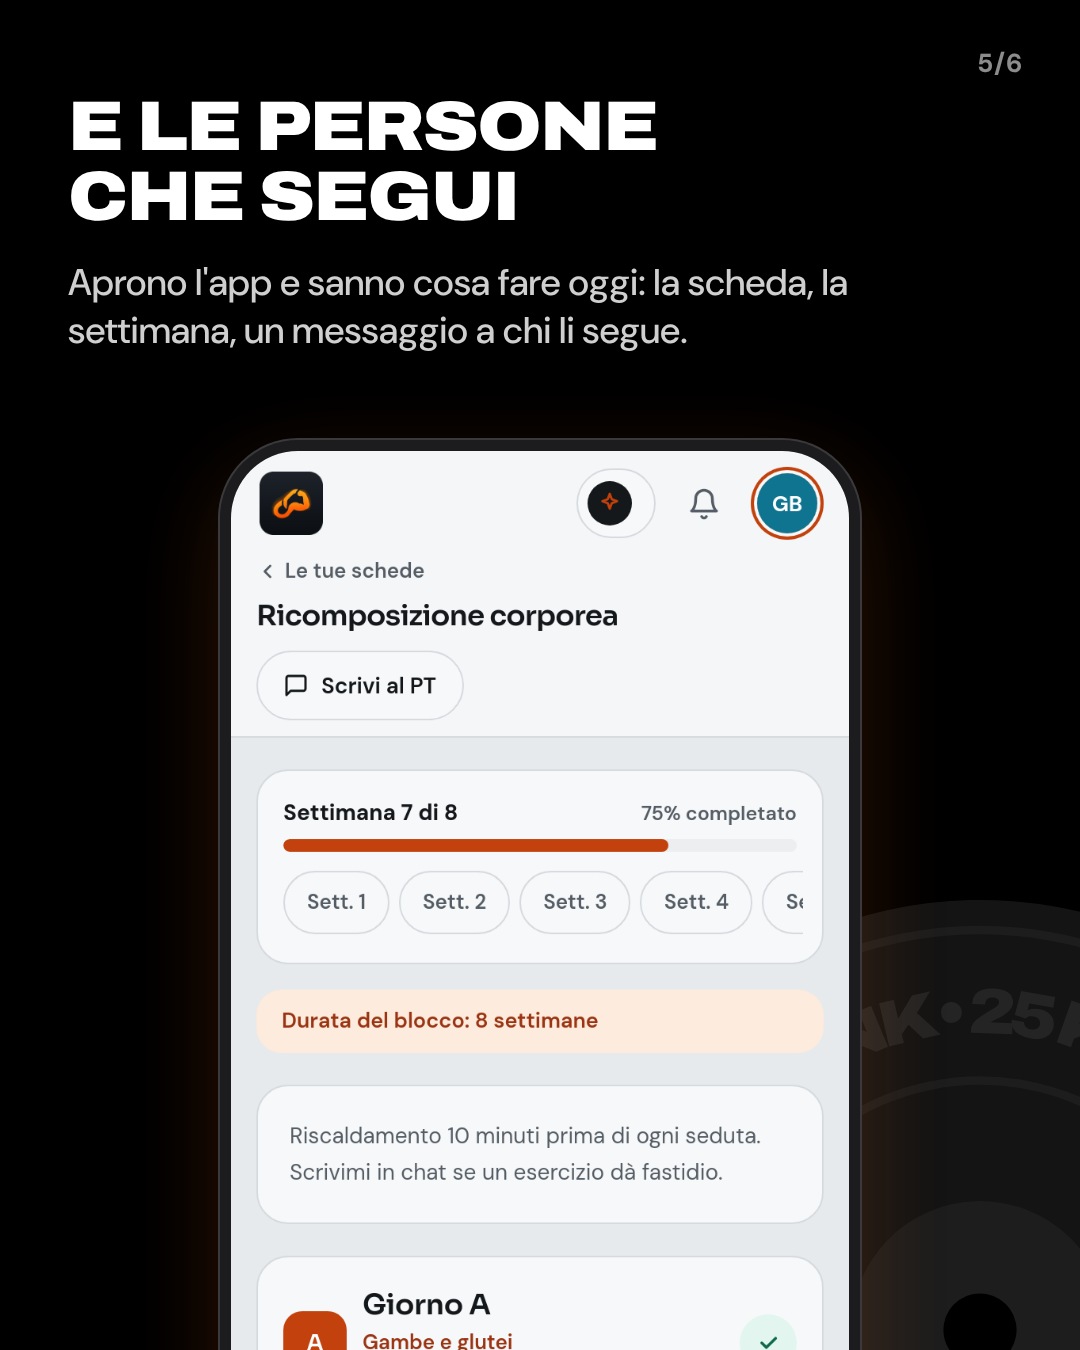 5/6
E LE PERSONE
CHE SEGUI
Aprono l'app e sanno cosa fare oggi: la scheda, la
settimana, un messaggio a chi li segue.
GB
Le tue schede
Ricomposizione corporea
Scrivi al PT
Settimana 7 di 8
75% completato
Sett. 1
Sett. 2
Sett. 3
Sett. 4
Durata del blocco: 8 settimane
25
Riscaldamento 10 minuti prima di ogni seduta.
Scrivimi in chat se un esercizio dà fastidio.
Giorno A
A
Gambe e glutei